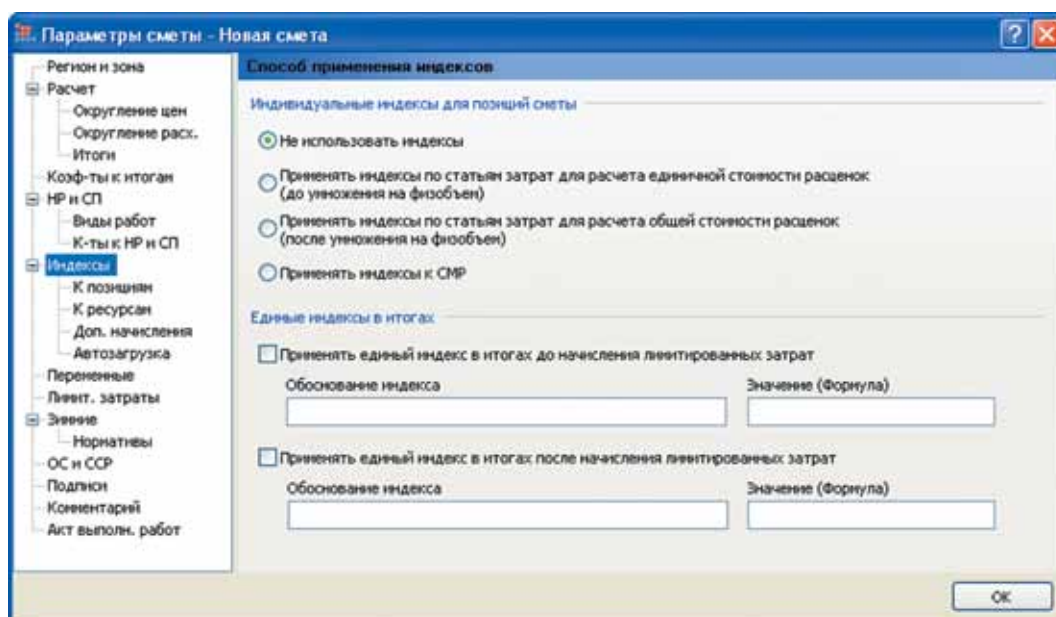 Параметры сметы - Новая смета
Регион и зона
Расчет
Округление цен
Округление расх.
Итоги
Коэф-ты к итогам
НР и СП
Виды работ
К-ты к НР и СП
Индексы
К позициям
К ресурсам
Доп. начисления
Автозагрузка
Переменные
Лимит. затраты
Зимние
Нормативы
ОС и ССР
Подписи
Комментарий
Акт выполн. работ
Способ применения индексов
Индивидуальные индексы для позиций сметы
Не использовать индексы
Применять индексы по статьям затрат для расчета единичной стоимости расценок
(до умножения на физобъем)
Применять индексы по статьям затрат для расчета общей стоимости расценок
(после умножения на физобъем)
Применять индексы к СМР
Единые индексы в итогах
Применять единый индекс в итогах до начисления лимитированных затрат
Обоснование индекса Значение (Формула)
Применять единый индекс в итогах после начисления лимитированных затрат
Обоснование индекса Значение (Формула)
ОК